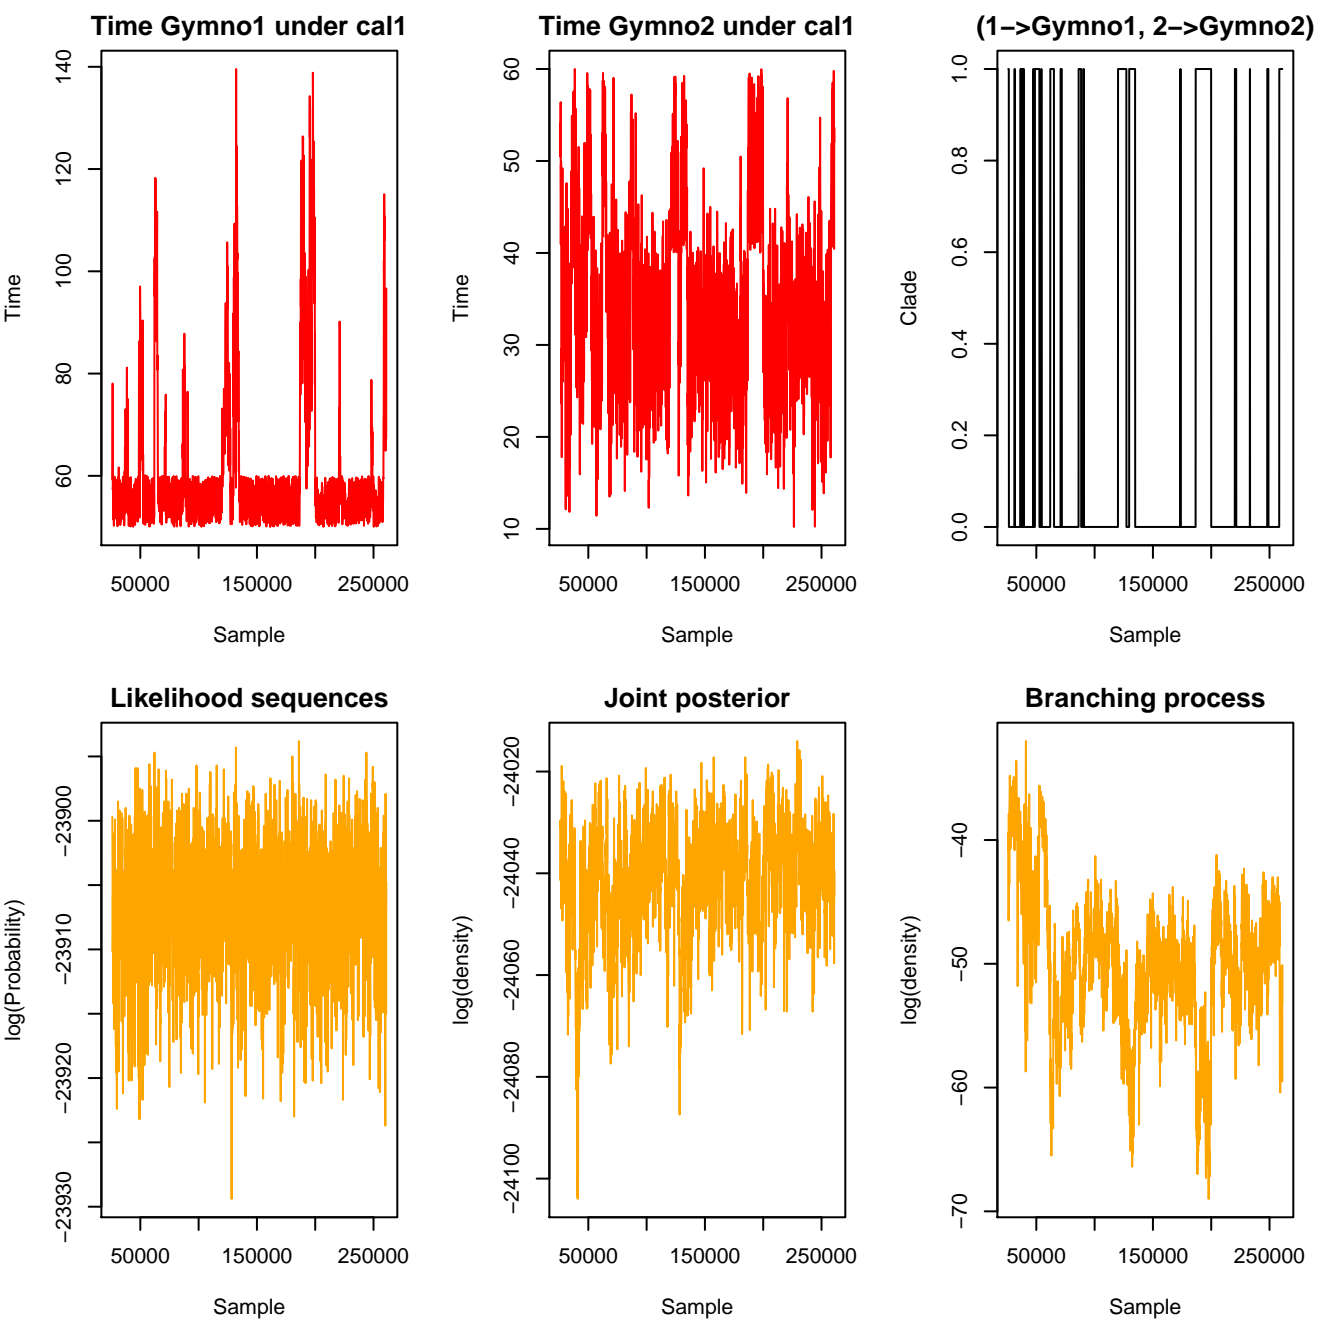 Time Gymno1 under cal1
Time
140
120
100
80
60
50000 150000 250000
Sample
Time Gymno2 under cal1
Time
60
50
40
30
20
10
50000 150000 250000
Sample
(1−>Gymno1, 2−>Gymno2)
Clade
1.0
0.8
0.6
0.4
0.2
0.0
50000 150000 250000
Sample
Likelihood sequences
log(Probability)
−23900
−23910
−23920
−23930
50000 150000 250000
Sample
Joint posterior
log(density)
−24020
−24040
−24060
−24080
−24100
50000 150000 250000
Sample
Branching process
log(density)
−40
−50
−60
−70
50000 150000 250000
Sample